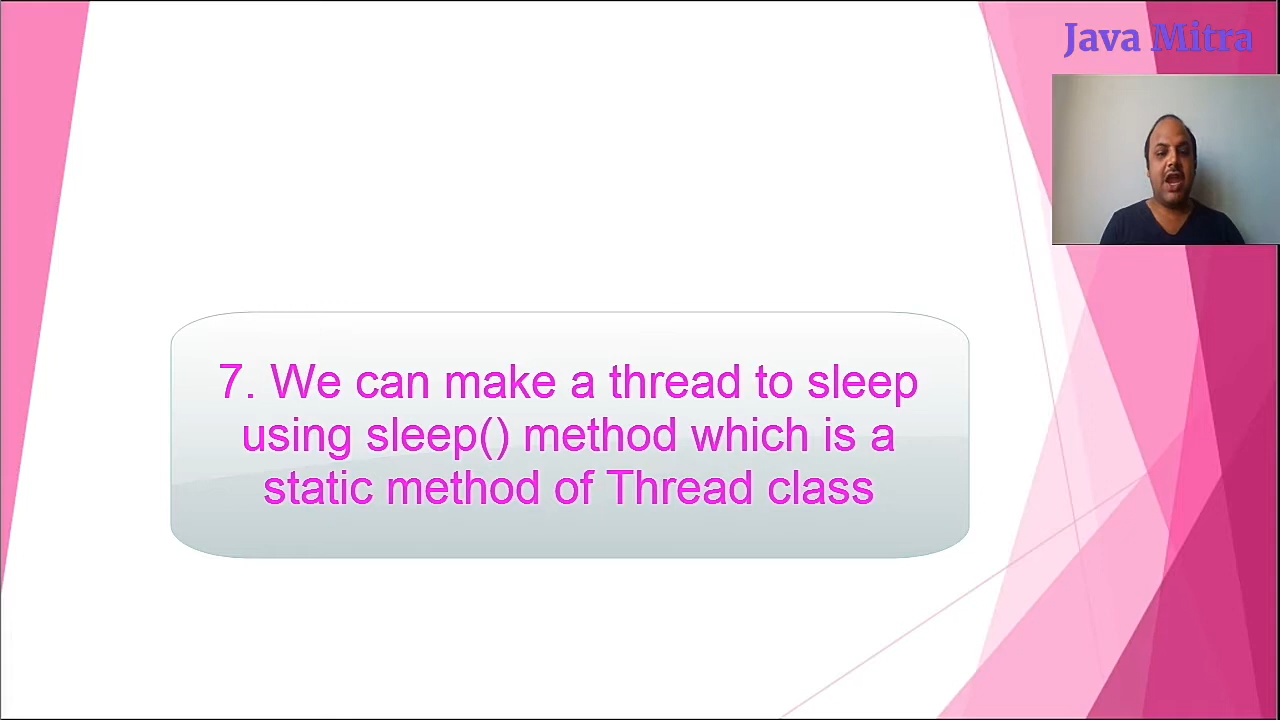 Java Mitra
7. We can make a thread to sleep
using sleep() method which is a
static method of Thread class